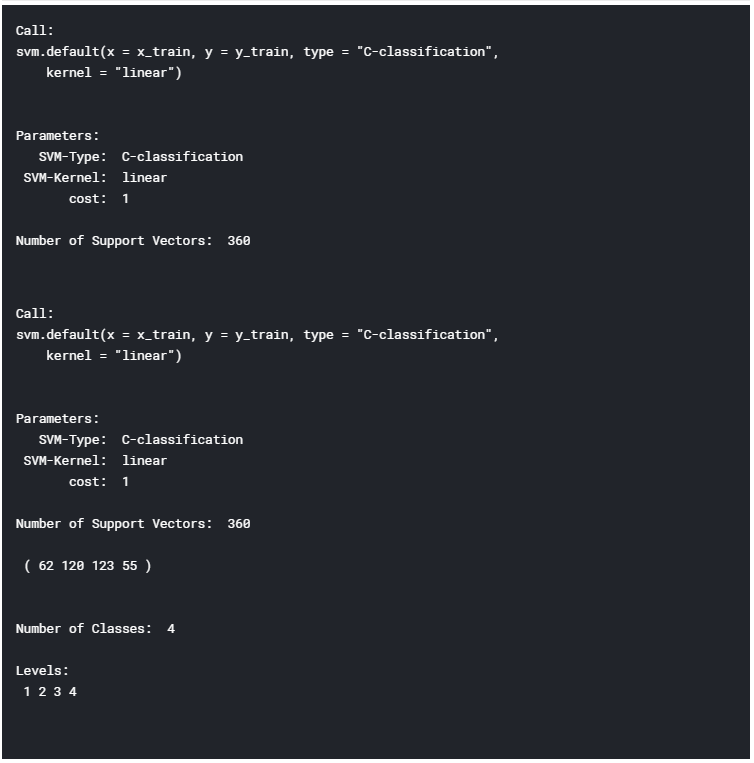 Call:
svm.default(x = x_train, y = y_train, type = "C-classification",
    kernel = "linear")
Parameters:
   SVM-Type:  C-classification
 SVM-Kernel:  linear
       cost:  1
Number of Support Vectors:  360
Call:
svm.default(x = x_train, y = y_train, type = "C-classification",
    kernel = "linear")
Parameters:
   SVM-Type:  C-classification
 SVM-Kernel:  linear
       cost:  1
Number of Support Vectors:  360
 ( 62 120 123 55 )
Number of Classes:  4
Levels:
 1 2 3 4